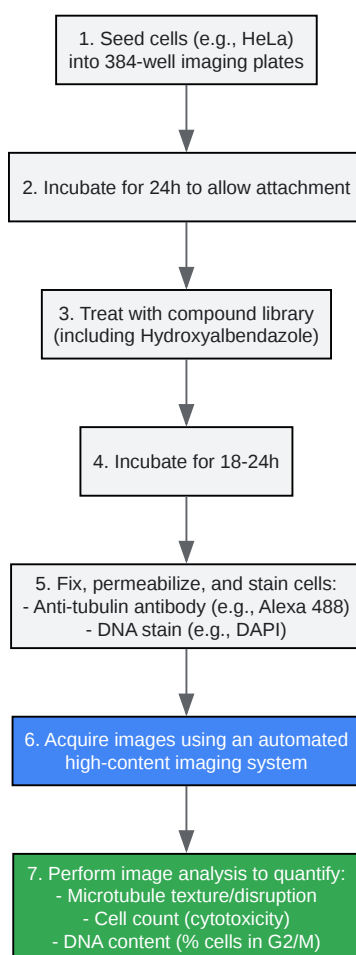 1. Seed cells (e.g., HeLa)
into 384-well imaging plates
2. Incubate for 24h to allow attachment
3. Treat with compound library
(including Hydroxyalbendazole)
4. Incubate for 18-24h
5. Fix, permeabilize, and stain cells:
- Anti-tubulin antibody (e.g., Alexa 488)
- DNA stain (e.g., DAPI)
6. Acquire images using an automated
high-content imaging system
7. Perform image analysis to quantify:
- Microtubule texture/disruption
- Cell count (cytotoxicity)
- DNA content (% cells in G2/M)